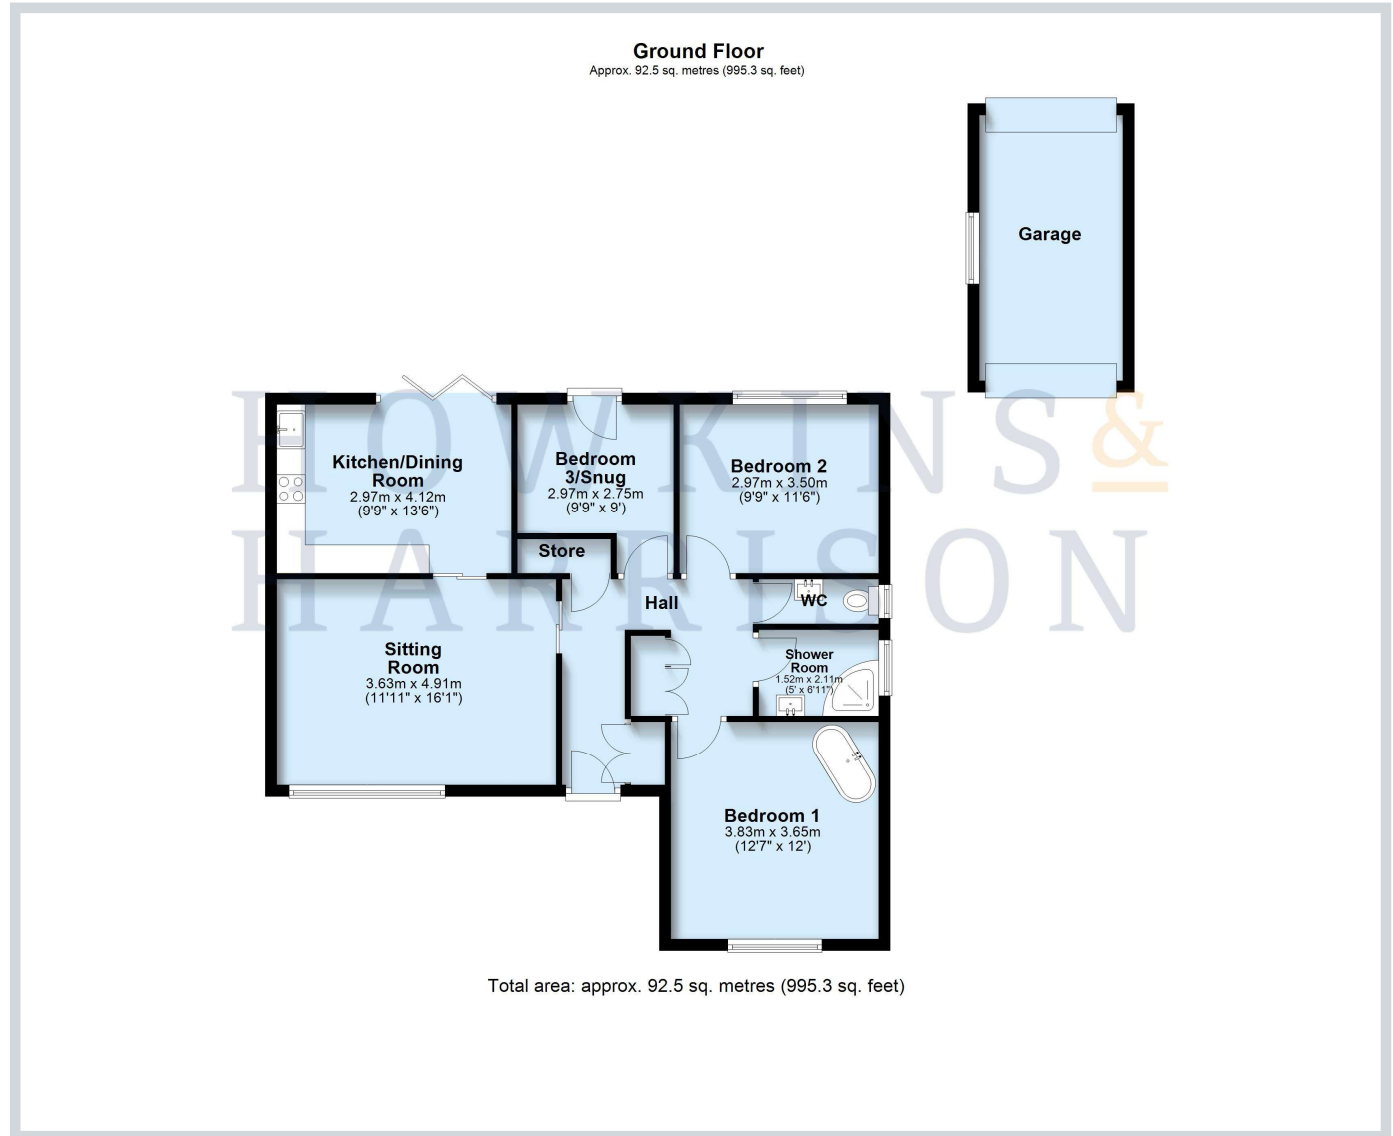 Ground Floor
Approx. 92.5 sq. metres (995.3 sq. feet)
Garage
HOWKINS &
HARRISON
Kitchen/Dining
Room
2.97m x 4.12m
(9'9" x 13'6")
Bedroom
3/Snug
2.97m x 2.75m
(9'9" x 9')
Bedroom 2
2.97m x 3.50m
(9'9" x 11'6")
Store
Hall
WC
Sitting
Room
3.63m x 4.91m
(11'11" x 16'1")
Shower
Room
1.52m x 2.11m
(5' x 6'11")
Bedroom 1
3.83m x 3.65m
(12'7" x 12')
Total area: approx. 92.5 sq. metres (995.3 sq. feet)